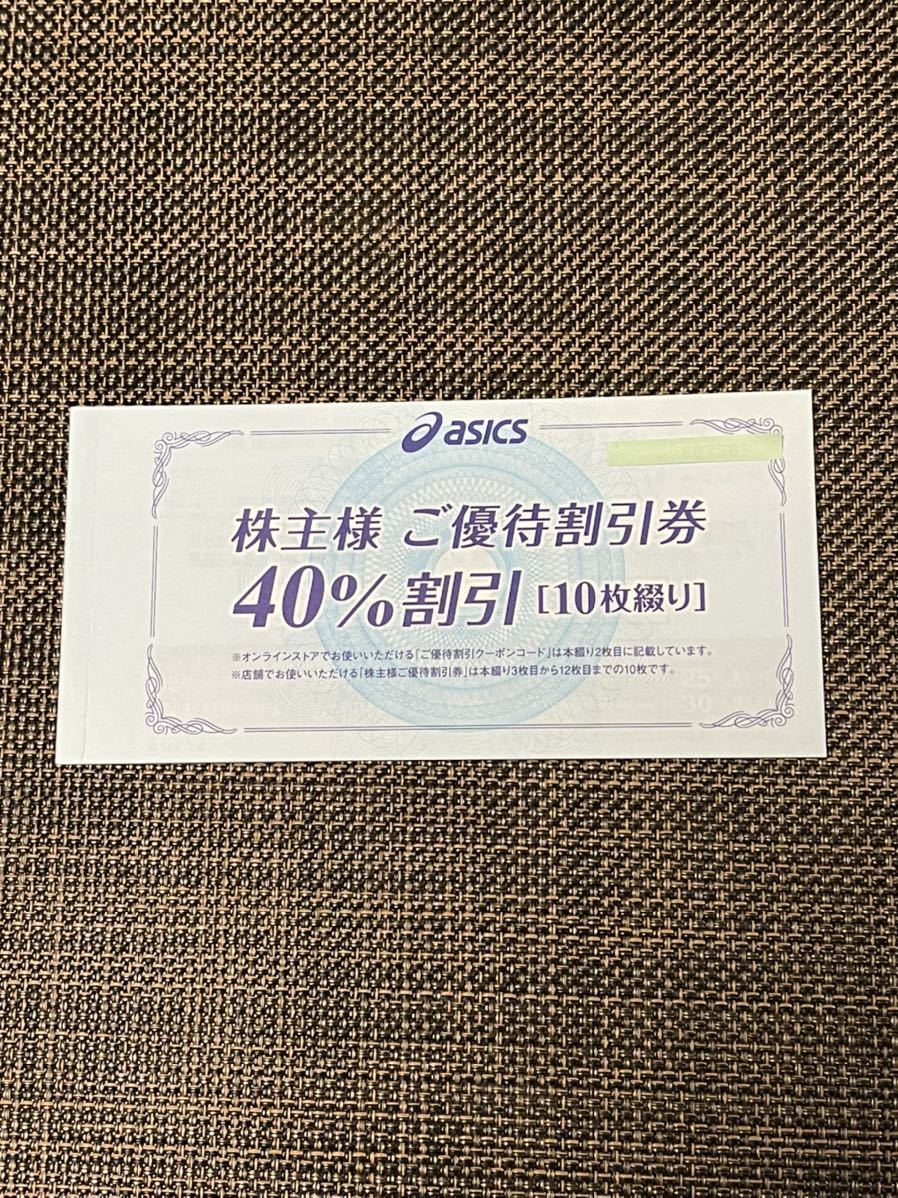 asics
株主様 ご優待割引券
40%割引[10枚綴り]
※オンラインストアでお使いいただける「ご優待割引クーポンコード」は本綴り2枚目に記載しています。
※店舗でお使いいただける「株主様ご優待割引券」は本綴り3枚目から12枚目までの10枚です。
25
30